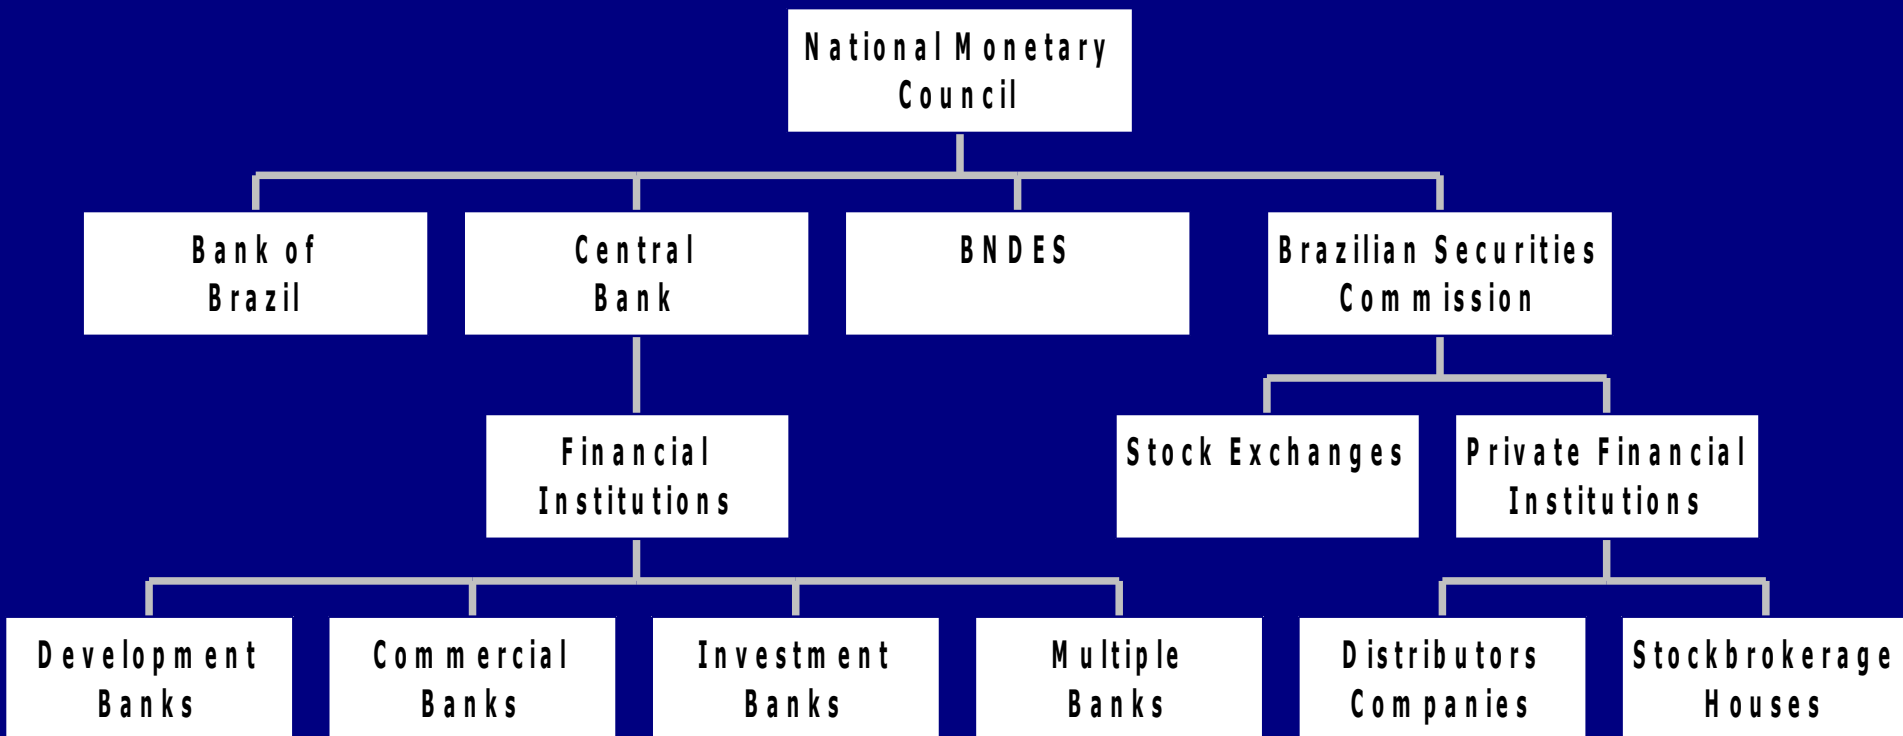 National Monetary
Council
Bank of
Brazil
Central
Bank
BNDES
Brazilian Securities
Commission
Financial
Institutions
Stock Exchanges
Private Financial
Institutions
Development
Banks
Commercial
Banks
Investment
Banks
Multiple
Banks
Distributors
Companies
Stockbrokerage
Houses